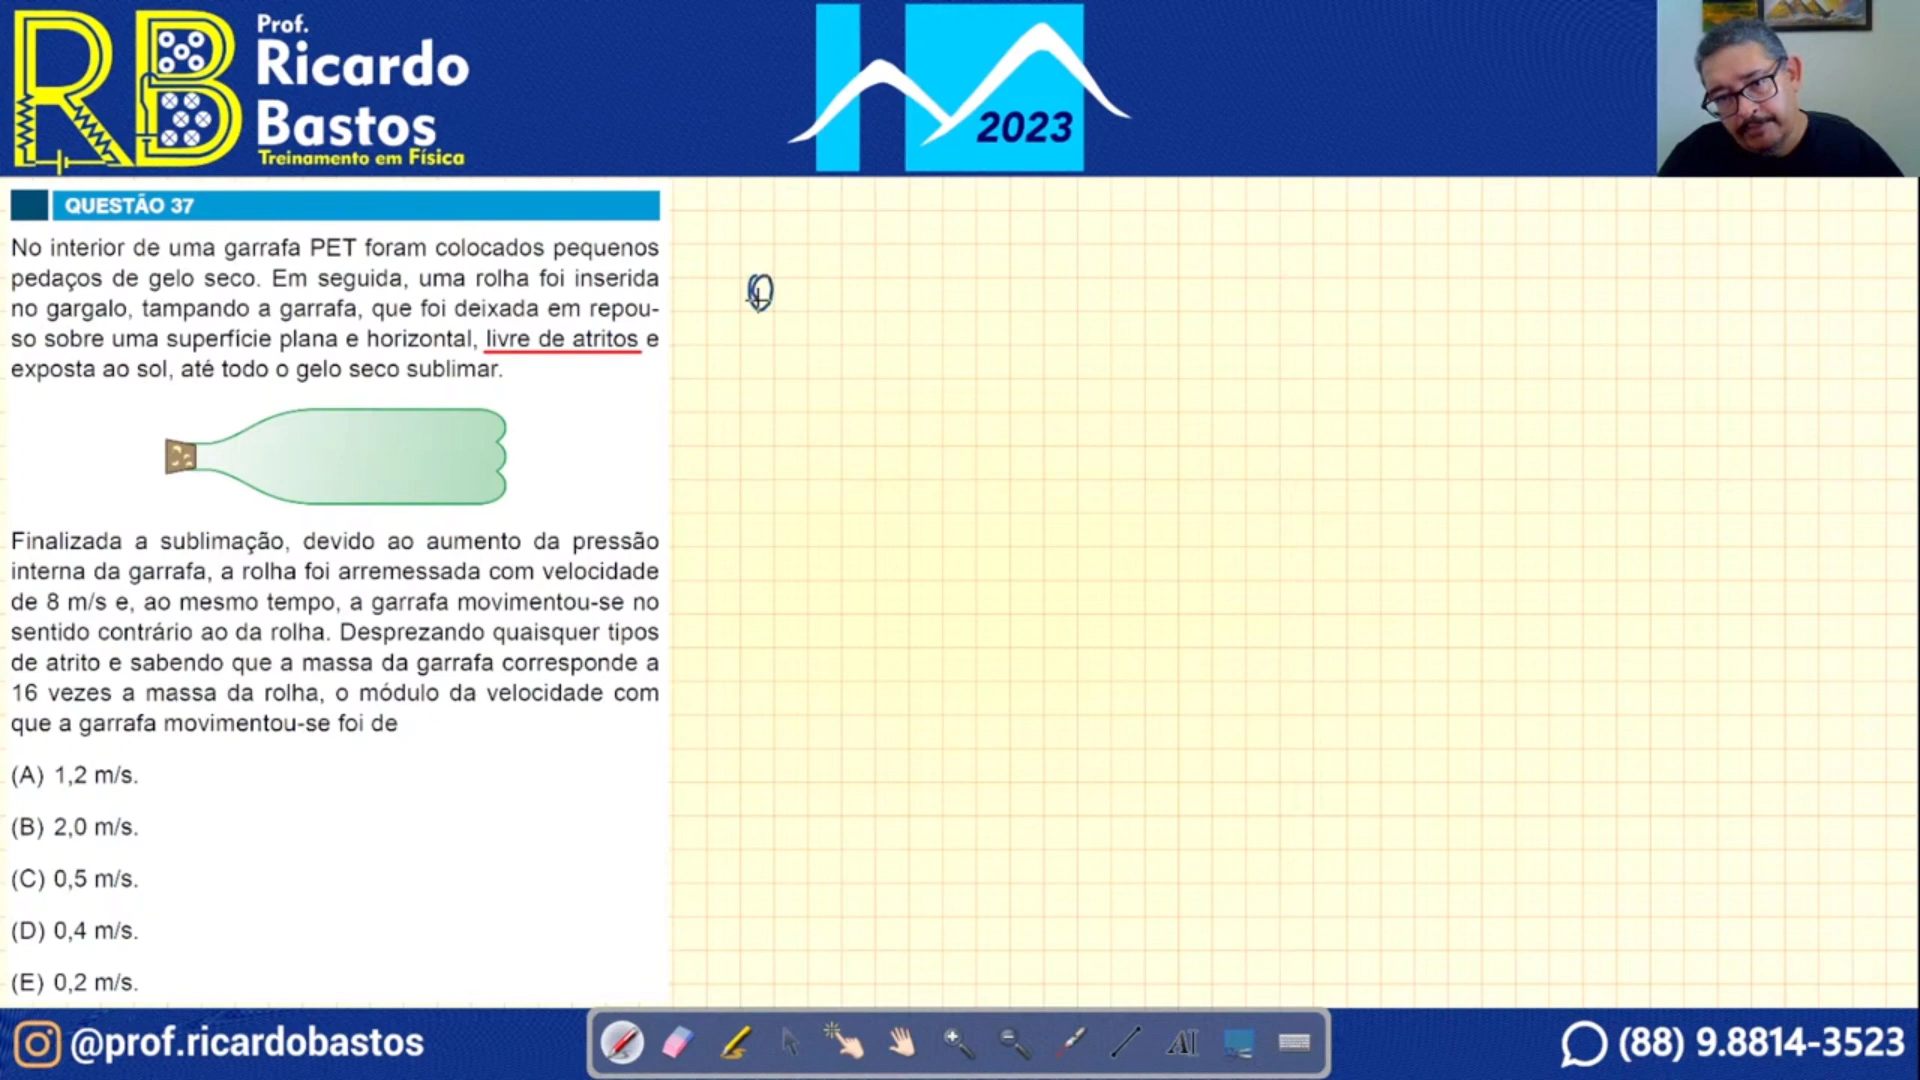 RB
Prof.
Ricardo
Bastos
Treinamento em Física
2023
QUESTÃO 37
No interior de uma garrafa PET foram colocados pequenos
pedaços de gelo seco. Em seguida, uma rolha foi inserida
no gargalo, tampando a garrafa, que foi deixada em repou-
so sobre uma superfície plana e horizontal, livre de atritos e
exposta ao sol, até todo o gelo seco sublimar.
Finalizada a sublimação, devido ao aumento da pressão
interna da garrafa, a rolha foi arremessada com velocidade
de 8 m/s e, ao mesmo tempo, a garrafa movimentou-se no
sentido contrário ao da rolha. Desprezando quaisquer tipos
de atrito e sabendo que a massa da garrafa corresponde a
16 vezes a massa da rolha, o módulo da velocidade com
que a garrafa movimentou-se foi de
(A) 1,2 m/s.
(B) 2,0 m/s.
(C) 0,5 m/s.
(D) 0,4 m/s.
(E) 0,2 m/s.
@prof.ricardobastos
AI
(88) 9.8814-3523